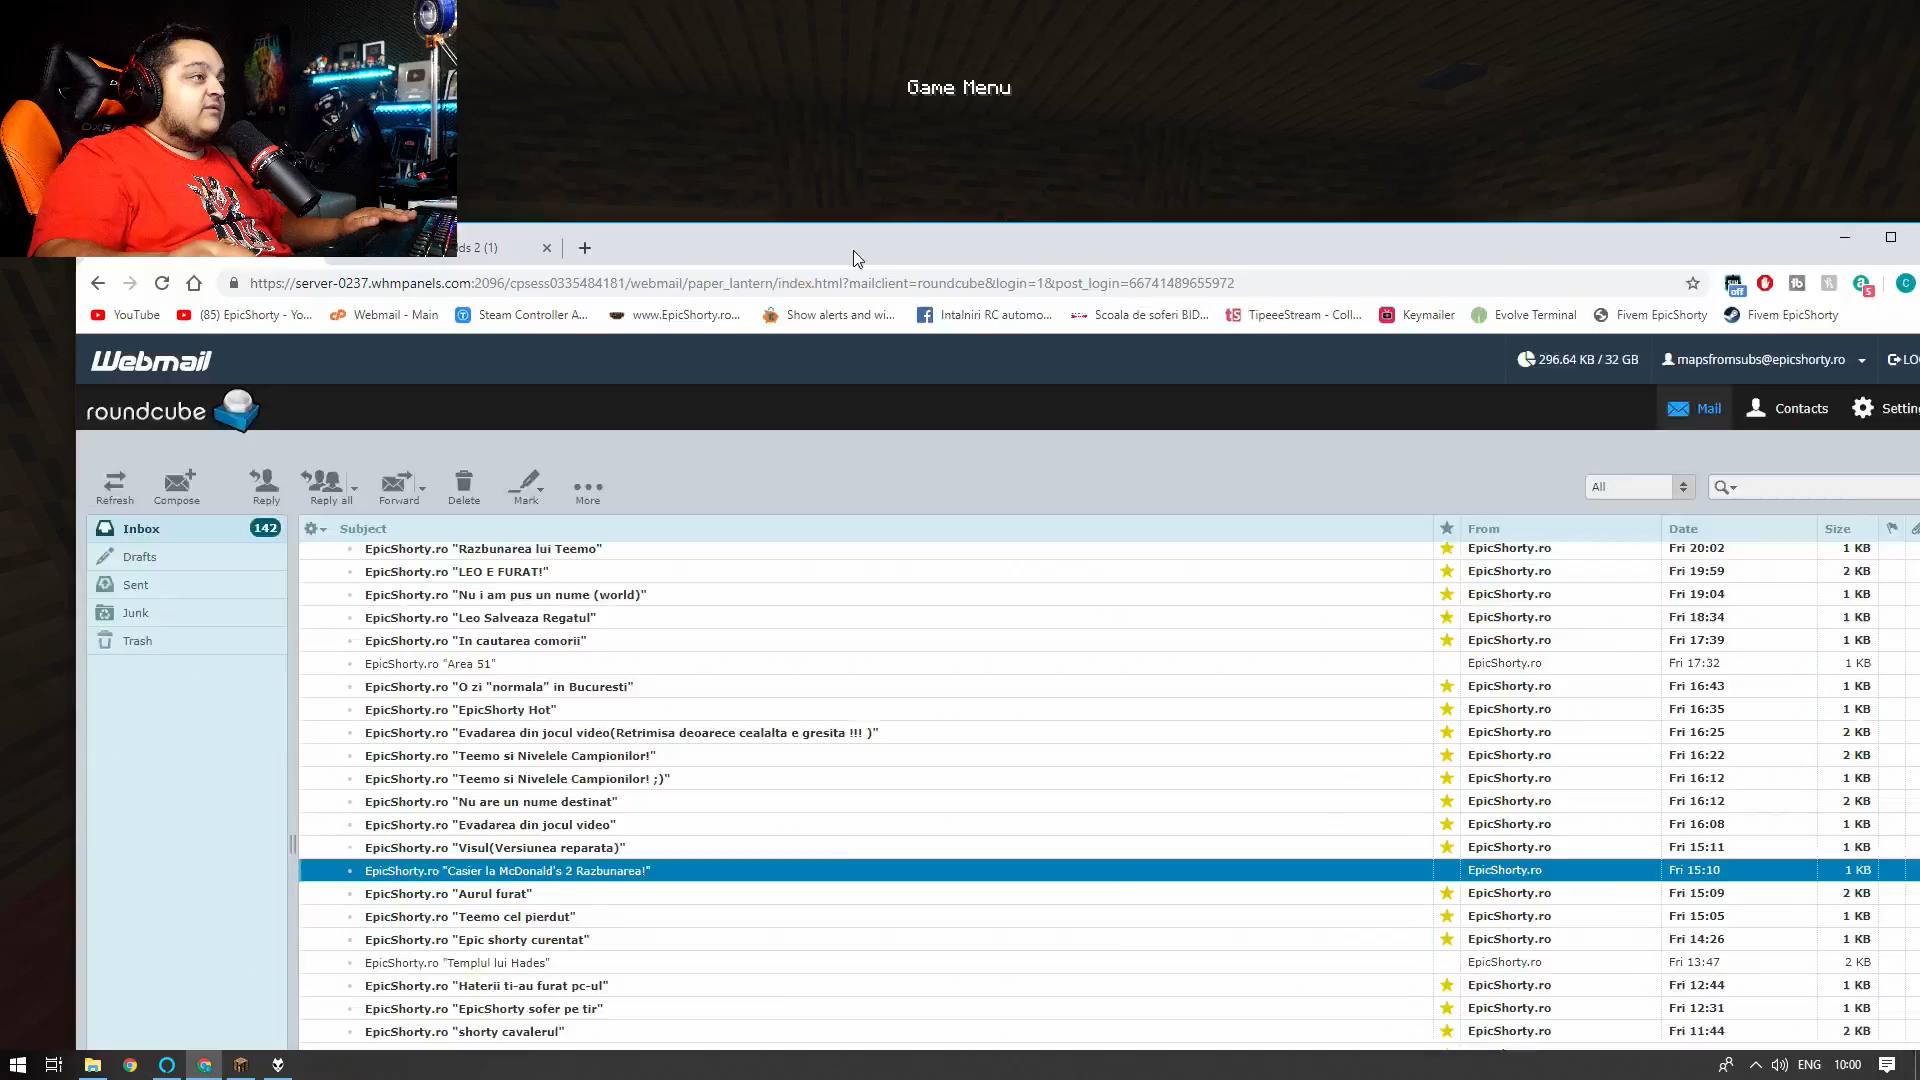 Game Menu
ds 2 (1)
https://server-0237.whmpanels.com:2096/cpsess0335484181/webmail/paper_lantern/index.html?mailclient=roundcube&login=1&post_login=66741489655972
off
5
C
YouTube
(85) EpicShorty - Yo...
Webmail - Main
Steam Controller A...
www.EpicShorty.ro...
Show alerts and wi...
Intalniri RC automo...
Scoala de soferi BID...
TipeeeStream - Coll...
Keymailer
Evolve Terminal
Fivem EpicShorty
Fivem EpicShorty
Webmail
296.64 KB / 32 GB
mapsfromsubs@epicshorty.ro
LO
roundcube
Mail
Contacts
Settin
Refresh
Compose
Reply
Reply all
Forward
Delete
Mark
More
All
Inbox 142
Drafts
Sent
Junk
Trash
Subject From Date Size
EpicShorty.ro "Razbunarea lui Teemo" EpicShorty.ro Fri 20:02 1 KB
EpicShorty.ro "LEO E FURAT!" EpicShorty.ro Fri 19:59 2 KB
EpicShorty.ro "Nu i am pus un nume (world)" EpicShorty.ro Fri 19:04 1 KB
EpicShorty.ro "Leo Salveaza Regatul" EpicShorty.ro Fri 18:34 1 KB
EpicShorty.ro "In cautarea comorii" EpicShorty.ro Fri 17:39 1 KB
EpicShorty.ro "Area 51" EpicShorty.ro Fri 17:32 1 KB
EpicShorty.ro "O zi "normala" in Bucuresti" EpicShorty.ro Fri 16:43 1 KB
EpicShorty.ro "EpicShorty Hot" EpicShorty.ro Fri 16:35 1 KB
EpicShorty.ro "Evadarea din jocul video(Retrimisa deoarece cealalta e gresita !!! )" EpicShorty.ro Fri 16:25 2 KB
EpicShorty.ro "Teemo si Nivelele Campionilor!" EpicShorty.ro Fri 16:22 2 KB
EpicShorty.ro "Teemo si Nivelele Campionilor! ;)" EpicShorty.ro Fri 16:12 1 KB
EpicShorty.ro "Nu are un nume destinat" EpicShorty.ro Fri 16:12 2 KB
EpicShorty.ro "Evadarea din jocul video" EpicShorty.ro Fri 16:08 1 KB
EpicShorty.ro "Visul(Versiunea reparata)" EpicShorty.ro Fri 15:11 1 KB
EpicShorty.ro "Casier la McDonald's 2 Razbunarea!" EpicShorty.ro Fri 15:10 1 KB
EpicShorty.ro "Aurul furat" EpicShorty.ro Fri 15:09 2 KB
EpicShorty.ro "Teemo cel pierdut" EpicShorty.ro Fri 15:05 1 KB
EpicShorty.ro "Epic shorty curentat" EpicShorty.ro Fri 14:26 1 KB
EpicShorty.ro "Templul lui Hades" EpicShorty.ro Fri 13:47 2 KB
EpicShorty.ro "Haterii ti-au furat pc-ul" EpicShorty.ro Fri 12:44 1 KB
EpicShorty.ro "EpicShorty sofer pe tir" EpicShorty.ro Fri 12:31 1 KB
EpicShorty.ro "shorty cavalerul" EpicShorty.ro Fri 11:44 2 KB
ENG 10:00